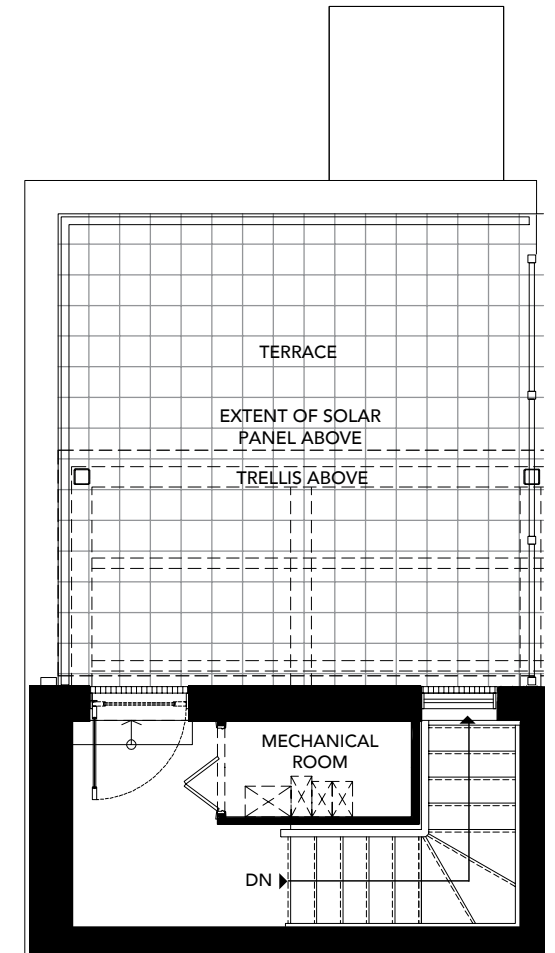 TERRACE
EXTENT OF SOLAR
PANEL ABOVE
TRELLIS ABOVE
MECHANICAL
ROOM
DN